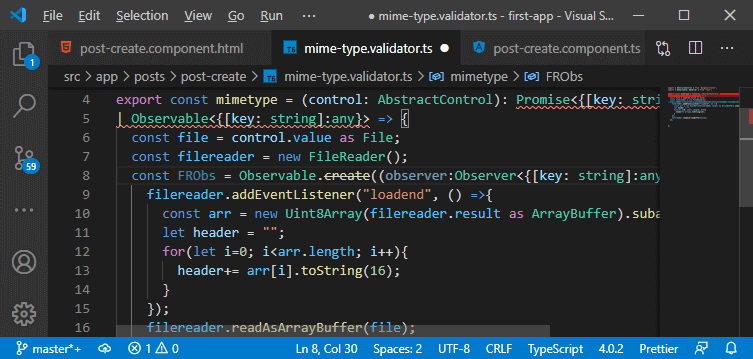 File Edit Selection View Go Run ··· ● mime-type.validator.ts - first-app - Visual S...
post-create.component.html mime-type.validator.ts ● post-create.component.ts
src > app > posts > post-create > TS mime-type.validator.ts > mimetype > FRObs
4 export const mimetype = (control: AbstractControl): Promise<{[key: stri
5 | Observable<{[key: string]:any}> => {
6 const file = control.value as File;
7 const filereader = new FileReader();
8 const FRObs = Observable.create((observer:Observer<{[key: string]:any
9 filereader.addEventListener("loadend", () =>{
10 const arr = new Uint8Array(filereader.result as ArrayBuffer).suba
11 let header = "";
12 for(let i=0; i<arr.length; i++){
13 header+= arr[i].toString(16);
14 }
15 });
16 filereader.readAsArrayBuffer(file);
1
59
master*+ 1 0 Ln 8, Col 30 Spaces: 2 UTF-8 CRLF TypeScript 4.0.2 Prettier